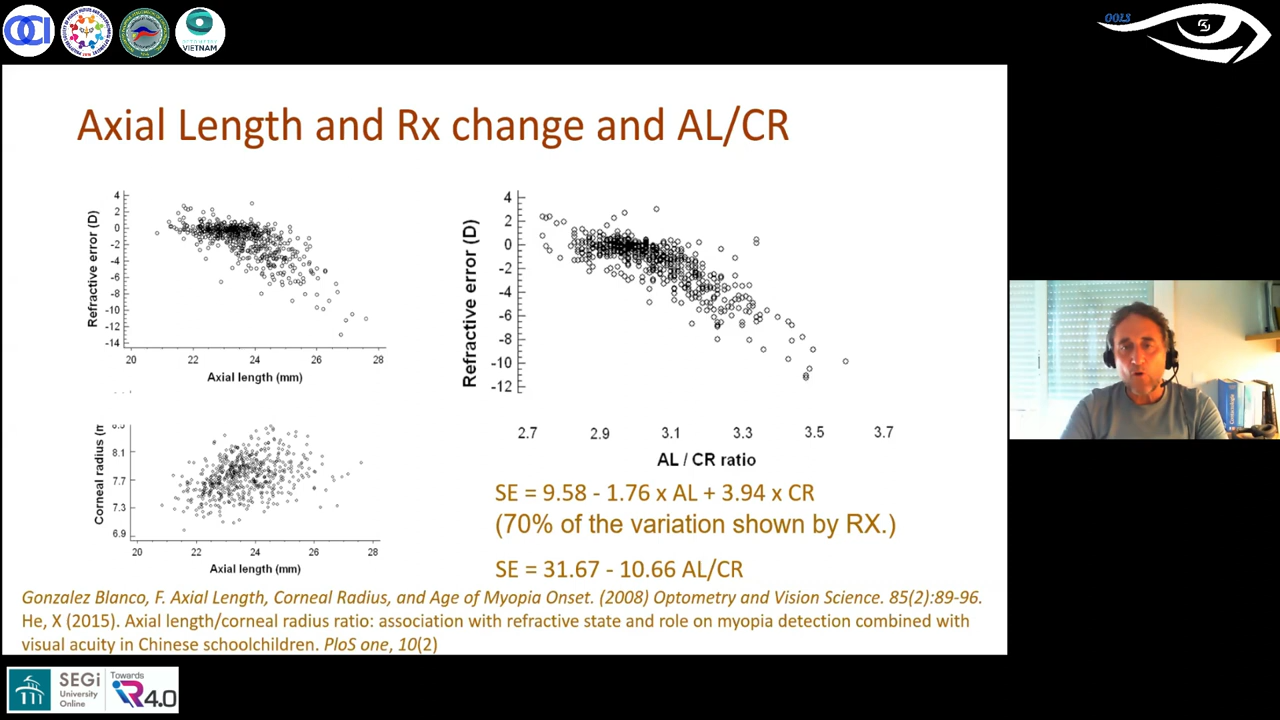 OCI
OPTOMETRY
VIETNAM
OOLS
Axial Length and Rx change and AL/CR
Refractive error (D)
4
2
0
-2
-4
-6
-8
-10
-12
-14
20 22 24 26 28
Axial length (mm)
Refractive error (D)
4
2
0
-2
-4
-6
-8
-10
-12
2.7 2.9 3.1 3.3 3.5 3.7
AL / CR ratio
Corneal radius (m
8.5
8.1
7.7
7.3
6.9
20 22 24 26 28
Axial length (mm)
SE = 9.58 - 1.76 x AL + 3.94 x CR
(70% of the variation shown by RX.)
SE = 31.67 - 10.66 AL/CR
Gonzalez Blanco, F. Axial Length, Corneal Radius, and Age of Myopia Onset. (2008) Optometry and Vision Science. 85(2):89-96.
He, X (2015). Axial length/corneal radius ratio: association with refractive state and role on myopia detection combined with
visual acuity in Chinese schoolchildren. PloS one, 10(2)
SEGi
University
Online
Towards
iR4.0